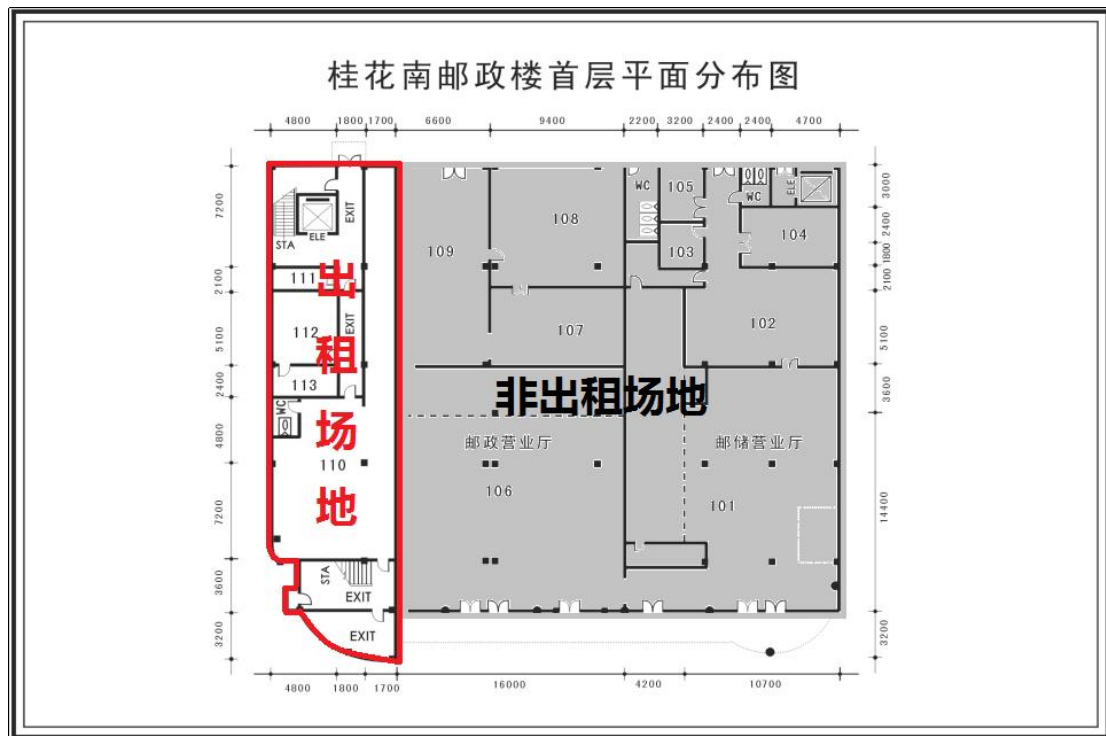 桂花南邮政楼首层平面分布图
4800 1800 1700 6600 9400 2200 3200 2400 2400 4700
7200
2100
5100
2400
4800
7200
3600
3200
3000
2400
1800
2100
5100
3600
14400
3200
STA
ELE
EXIT
111
112
EXIT
113
WC
110
STA
EXIT
EXIT
出
租
场
地
109
108
107
WC
105
103
WC
ELE
104
102
非出租场地
邮政营业厅
106
邮储营业厅
101
4800 1800 1700 16000 4200 10700